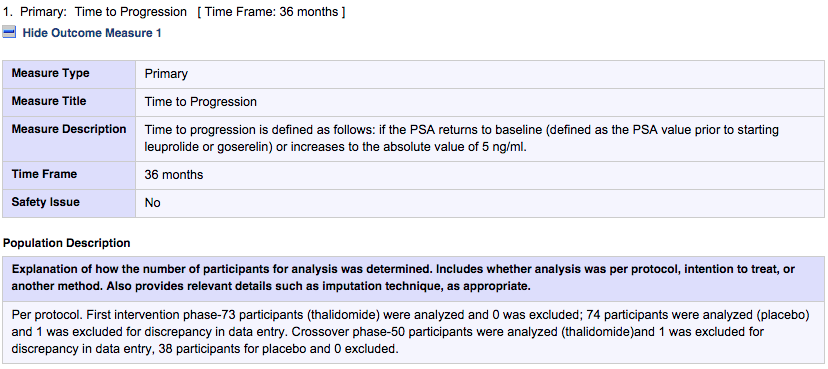 1. Primary: Time to Progression [ Time Frame: 36 months ]
Hide Outcome Measure 1
Measure Type Primary
Measure Title Time to Progression
Measure Description Time to progression is defined as follows: if the PSA returns to baseline (defined as the PSA value prior to starting
leuprolide or goserelin) or increases to the absolute value of 5 ng/ml.
Time Frame 36 months
Safety Issue No
Population Description
Explanation of how the number of participants for analysis was determined. Includes whether analysis was per protocol, intention to treat, or
another method. Also provides relevant details such as imputation technique, as appropriate.
Per protocol. First intervention phase-73 participants (thalidomide) were analyzed and 0 was excluded; 74 participants were analyzed (placebo)
and 1 was excluded for discrepancy in data entry. Crossover phase-50 participants were analyzed (thalidomide)and 1 was excluded for
discrepancy in data entry, 38 participants for placebo and 0 excluded.